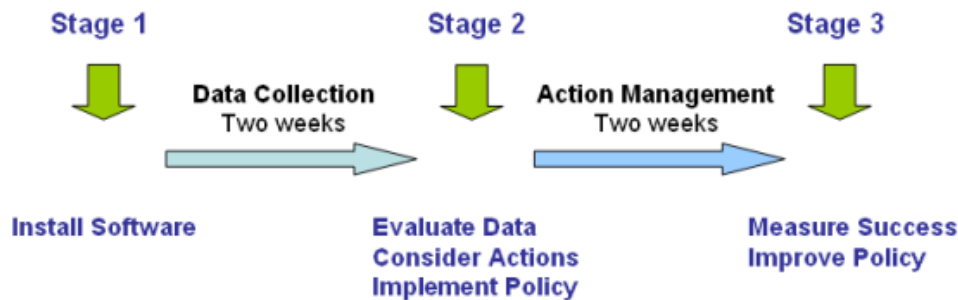 Stage 1
Stage 2
Stage 3
Data Collection
Two weeks
Action Management
Two weeks
Install Software
Evaluate Data
Consider Actions
Implement Policy
Measure Success
Improve Policy